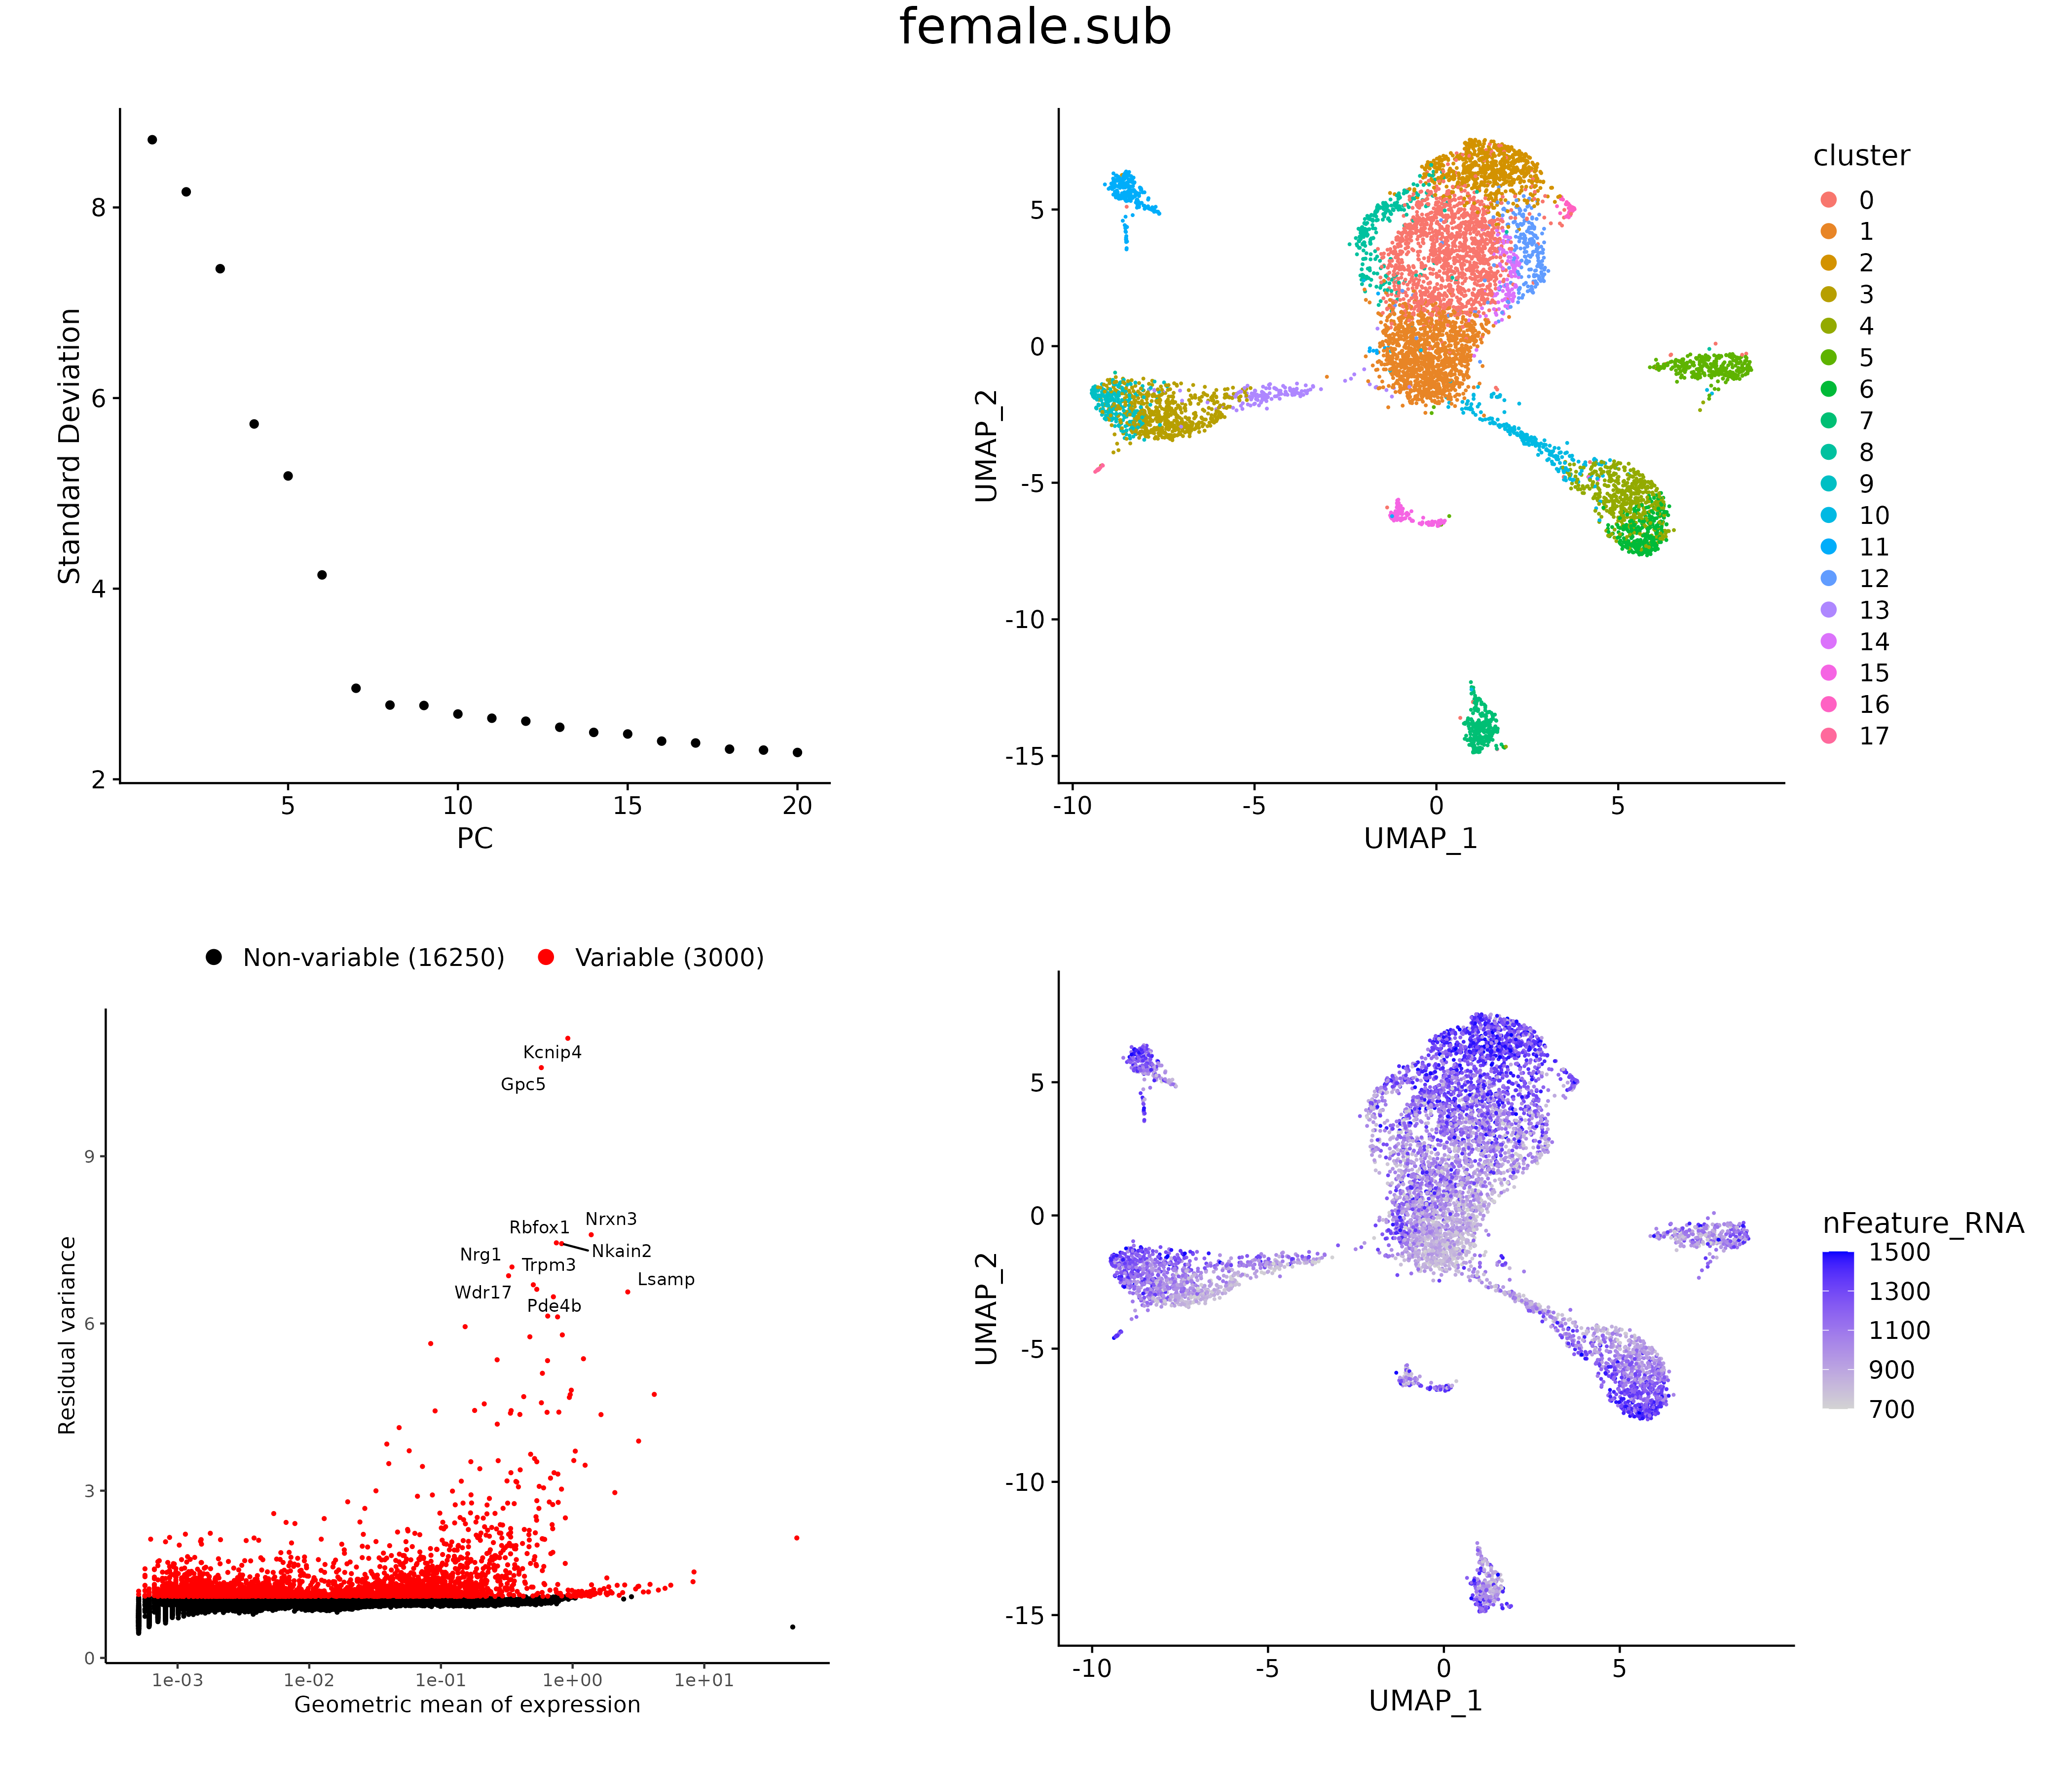 female.sub
8
6
4
2
Standard Deviation
5
10
15
20
PC
5
0
-5
-10
-15
UMAP_2
-10
-5
0
5
UMAP_1
cluster
0
1
2
3
4
5
6
7
8
9
10
11
12
13
14
15
16
17
Non-variable (16250)
Variable (3000)
Kcnip4
Gpc5
Nrxn3
Rbfox1
Nkain2
Nrg1
Trpm3
Lsamp
Wdr17
Pde4b
9
6
3
0
Residual variance
1e-03
1e-02
1e-01
1e+00
1e+01
Geometric mean of expression
5
0
-5
-10
-15
UMAP_2
-10
-5
0
5
UMAP_1
nFeature_RNA
1500
1300
1100
900
700